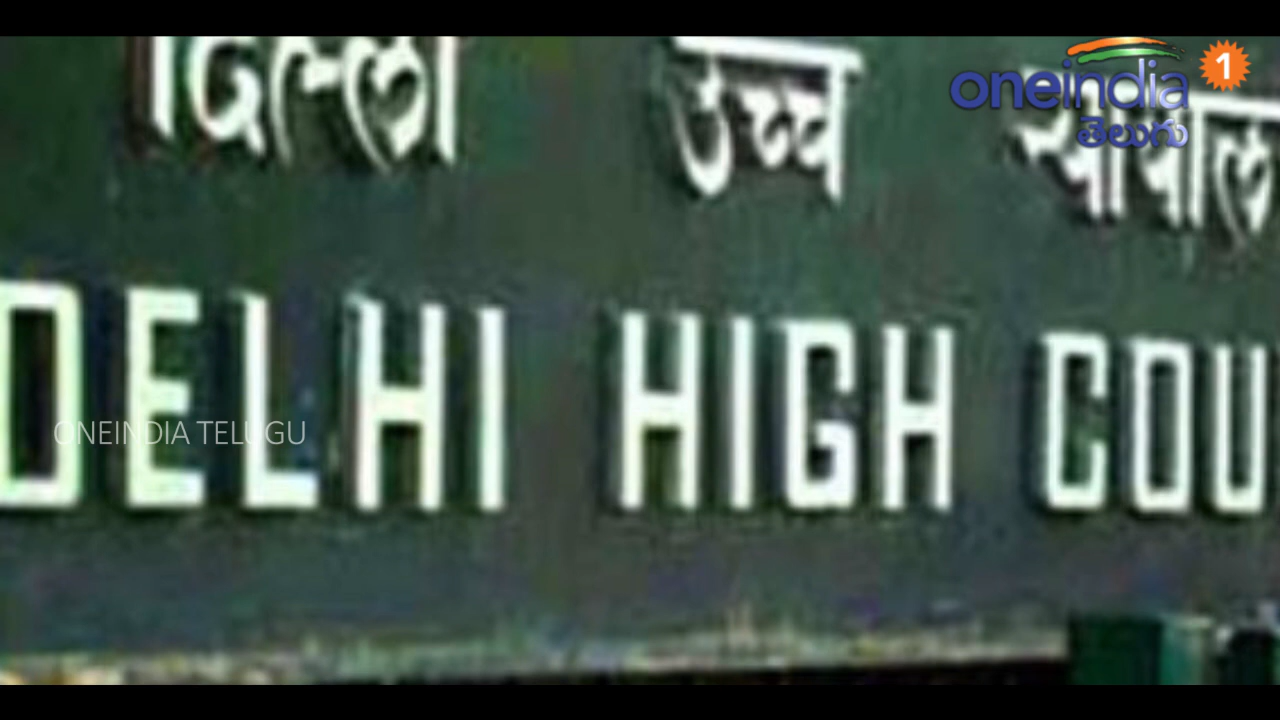 दिल्ली उच्च न्यायाल
oneindia 1
తెలుగు
DELHI HIGH COU
ONEINDIA TELUGU